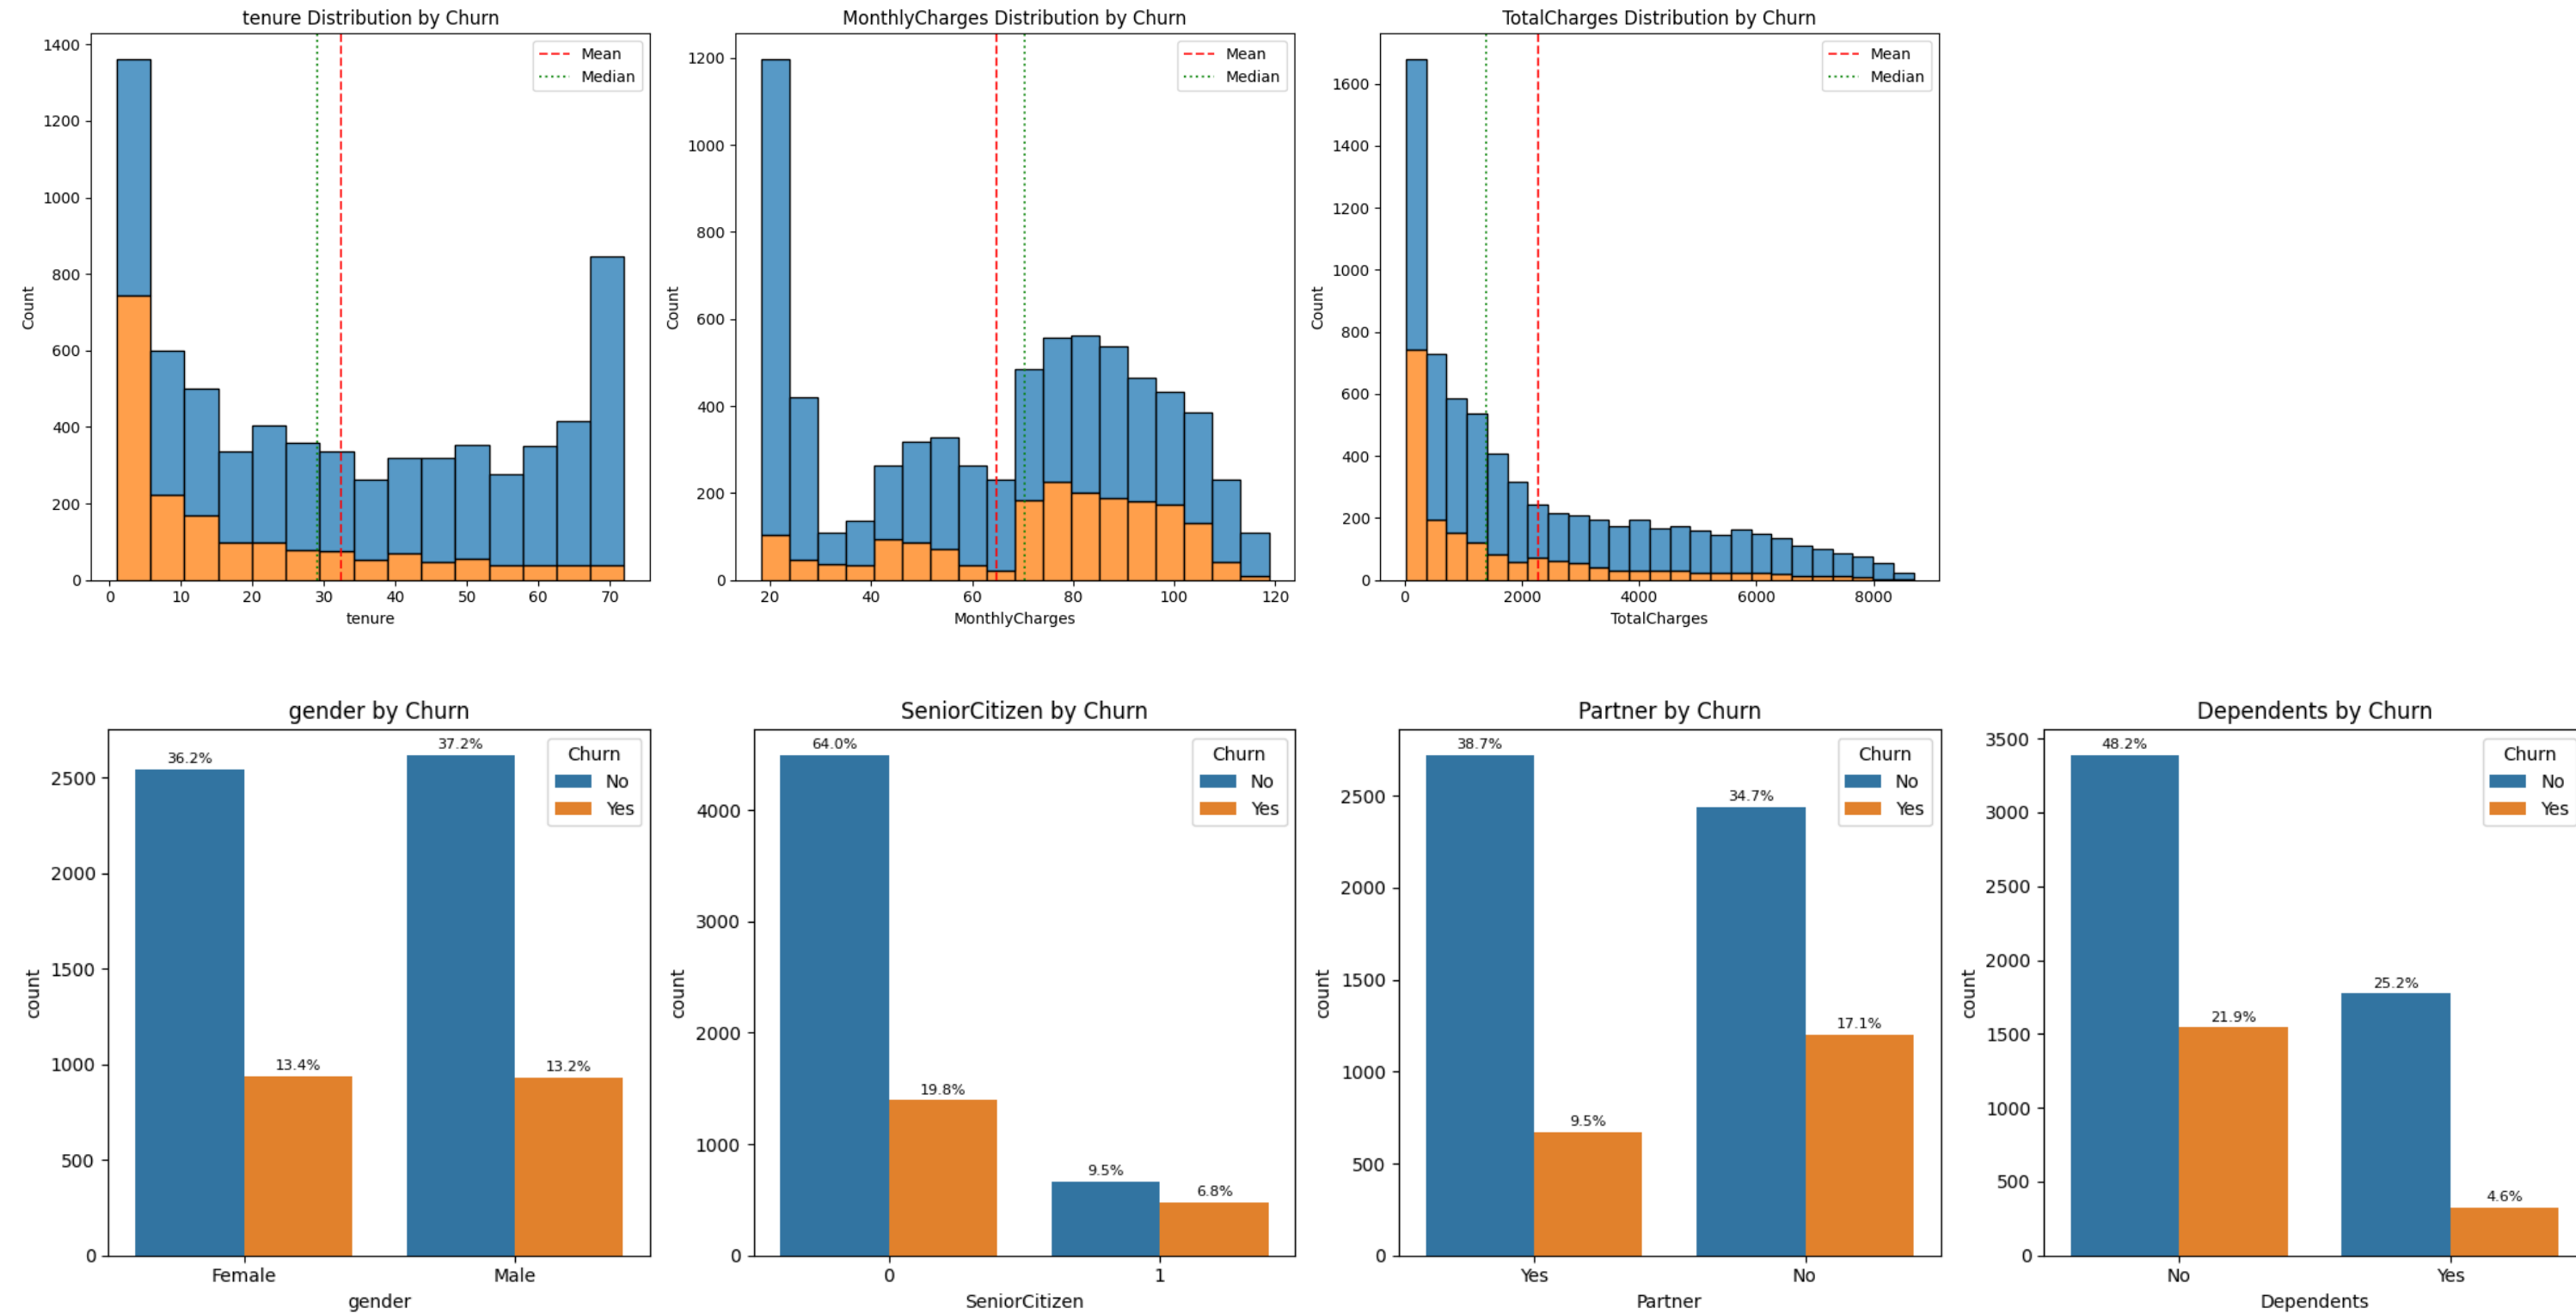 tenure Distribution by Churn
1400
1200
1000
800
600
400
200
0
Count
0 10 20 30 40 50 60 70
tenure
Mean
Median
MonthlyCharges Distribution by Churn
1200
1000
800
600
400
200
0
Count
20 40 60 80 100 120
MonthlyCharges
Mean
Median
TotalCharges Distribution by Churn
1600
1400
1200
1000
800
600
400
200
0
Count
0 2000 4000 6000 8000
TotalCharges
Mean
Median
gender by Churn
2500
2000
1500
1000
500
0
count
36.2%
13.4%
37.2%
13.2%
Churn
No
Yes
Female Male
gender
SeniorCitizen by Churn
4000
3000
2000
1000
0
count
64.0%
19.8%
9.5%
6.8%
Churn
No
Yes
0 1
SeniorCitizen
Partner by Churn
2500
2000
1500
1000
500
0
count
38.7%
9.5%
34.7%
17.1%
Churn
No
Yes
Yes No
Partner
Dependents by Churn
3500
3000
2500
2000
1500
1000
500
0
count
48.2%
21.9%
25.2%
4.6%
Churn
No
Yes
No Yes
Dependents